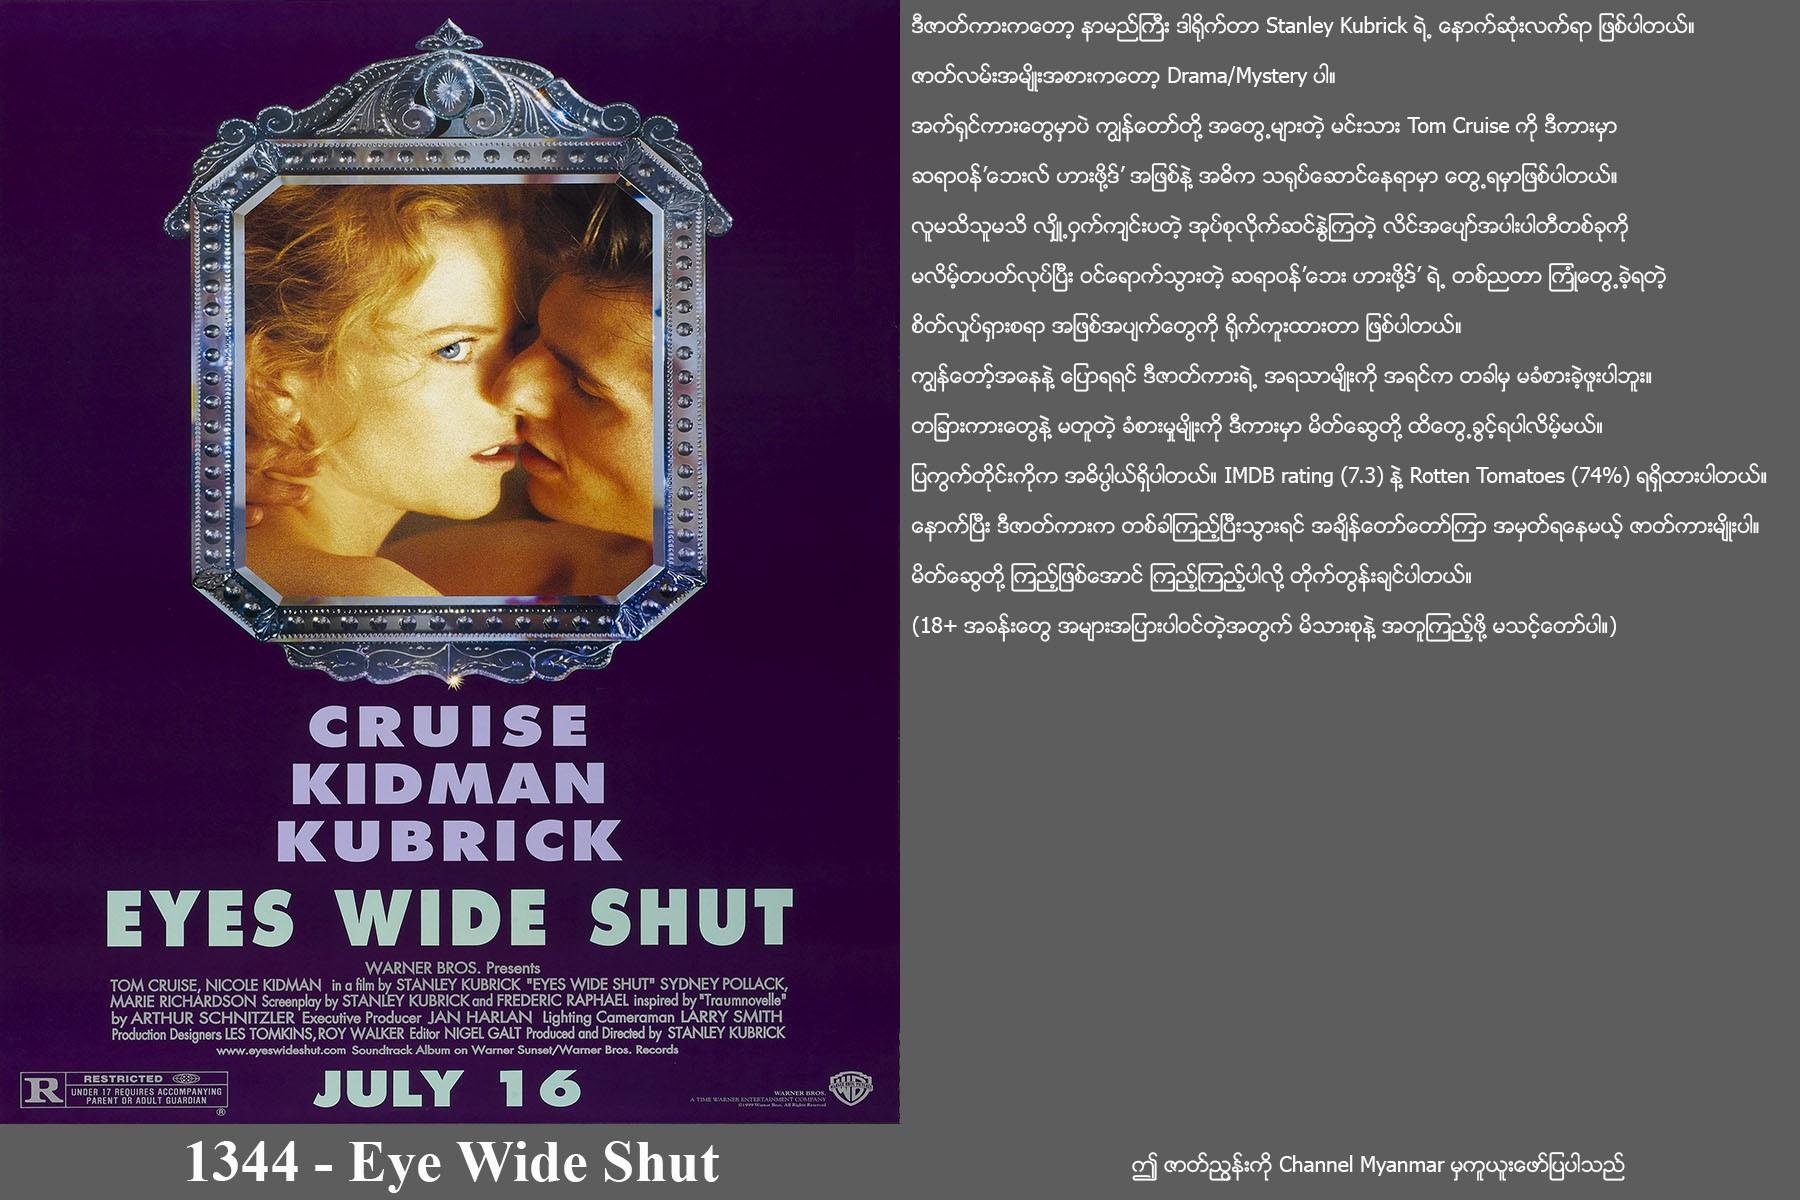 CRUISE
KIDMAN
KUBRICK
EYES WIDE SHUT
WARNER BROS. Presents
TOM CRUISE, NICOLE KIDMAN in a film by STANLEY KUBRICK "EYES WIDE SHUT" SYDNEY POLLACK,
MARIE RICHARDSON Screenplay by STANLEY KUBRICK and FREDERIC RAPHAEL inspired by "Traumnovelle"
by ARTHUR SCHNITZLER Executive Producer JAN HARLAN Lighting Cameraman LARRY SMITH
Production Designers LES TOMKINS, ROY WALKER Editor NIGEL GALT Produced and Directed by STANLEY KUBRICK
www.eyeswideshut.com Soundtrack Album on Warner Sunset/Warner Bros. Records
R RESTRICTED
UNDER 17 REQUIRES ACCOMPANYING
PARENT OR ADULT GUARDIAN
®
JULY 16
WARNER BROS.
A TIME WARNER ENTERTAINMENT COMPANY
©1999 Warner Bros. All Rights Reserved
WB
1344 - Eye Wide Shut
ဒီဇာတ်ကားကတော့ နာမည်ကြီး ဒါရိုက်တာ Stanley Kubrick ရဲ့ နောက်ဆုံးလက်ရာ ဖြစ်ပါတယ်။
ဇာတ်လမ်းအမျိုးအစားကတော့ Drama/Mystery ပါ။
အက်ရှင်ကားတွေမှာပဲ ကျွန်တော်တို့ အတွေ့များတဲ့ မင်းသား Tom Cruise ကို ဒီကားမှာ
ဆရာဝန်'ဘေးလ် ဟားဖို့ဒ်' အဖြစ်နဲ့ အဓိက သရုပ်ဆောင်နေရာမှာ တွေ့ရမှာဖြစ်ပါတယ်။
လူမသိသူမသိ လျှို့ဝှက်ကျင်းပတဲ့ အုပ်စုလိုက်ဆင်နွှဲကြတဲ့ လိင်အပျော်အပါးပါတီတစ်ခုကို
မလိမ့်တပတ်လုပ်ပြီး ဝင်ရောက်သွားတဲ့ ဆရာဝန်'ဘေး ဟားဖို့ဒ်' ရဲ့ တစ်ညတာ ကြုံတွေ့ခဲ့ရတဲ့
စိတ်လှုပ်ရှားစရာ အဖြစ်အပျက်တွေကို ရိုက်ကူးထားတာ ဖြစ်ပါတယ်။
ကျွန်တော့်အနေနဲ့ ပြောရရင် ဒီဇာတ်ကားရဲ့ အရသာမျိုးကို အရင်က တခါမှ မခံစားခဲ့ဖူးပါဘူး။
တခြားကားတွေနဲ့ မတူတဲ့ ခံစားမှုမျိုးကို ဒီကားမှာ မိတ်ဆွေတို့ ထိတွေ့ခွင့်ရပါလိမ့်မယ်။
ပြကွက်တိုင်းကိုက အဓိပ္ပါယ်ရှိပါတယ်။ IMDB rating (7.3) နဲ့ Rotten Tomatoes (74%) ရရှိထားပါတယ်။
နောက်ပြီး ဒီဇာတ်ကားက တစ်ခါကြည့်ပြီးသွားရင် အချိန်တော်တော်ကြာ အမှတ်ရနေမယ့် ဇာတ်ကားမျိုးပါ။
မိတ်ဆွေတို့ ကြည့်ဖြစ်အောင် ကြည့်ကြည့်ပါလို့ တိုက်တွန်းချင်ပါတယ်။
(18+ အခန်းတွေ အများအပြားပါဝင်တဲ့အတွက် မိသားစုနဲ့ အတူကြည့်ဖို့ မသင့်တော်ပါ။)
ဤ ဇာတ်ညွှန်းကို Channel Myanmar မှကူယူးဖော်ပြပါသည်